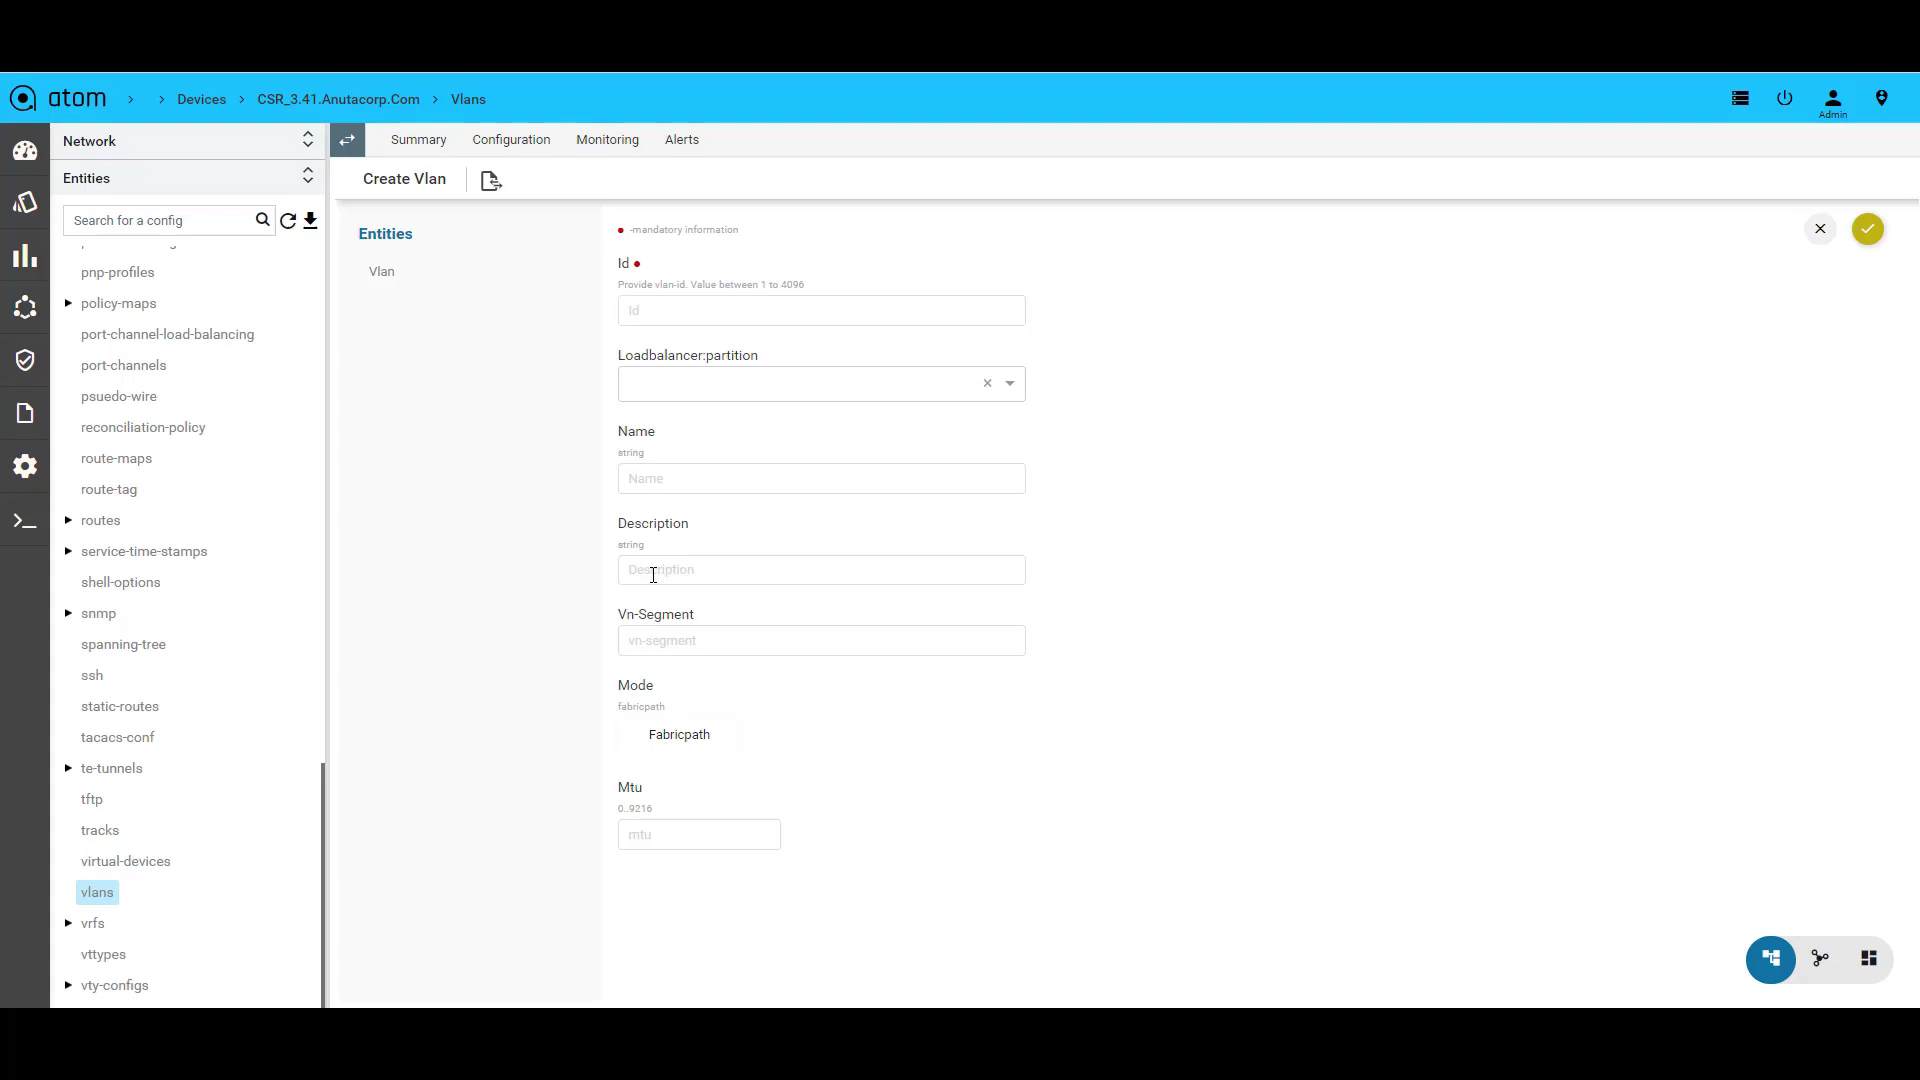 atom > > Devices > CSR_3.41.Anutacorp.Com > Vlans
Admin
Network
Entities
Search for a config
pnp-profiles
policy-maps
port-channel-load-balancing
port-channels
psuedo-wire
reconciliation-policy
route-maps
route-tag
routes
service-time-stamps
shell-options
snmp
spanning-tree
ssh
static-routes
tacacs-conf
te-tunnels
tftp
tracks
virtual-devices
vlans
vrfs
vttypes
vty-configs
Summary Configuration Monitoring Alerts
Create Vlan
Entities
Vlan
-mandatory information
Id
Provide vlan-id. Value between 1 to 4096
Id
Loadbalancer:partition
Name
string
Name
Description
string
Description
Vn-Segment
vn-segment
Mode
fabricpath
Fabricpath
Mtu
0..9216
mtu